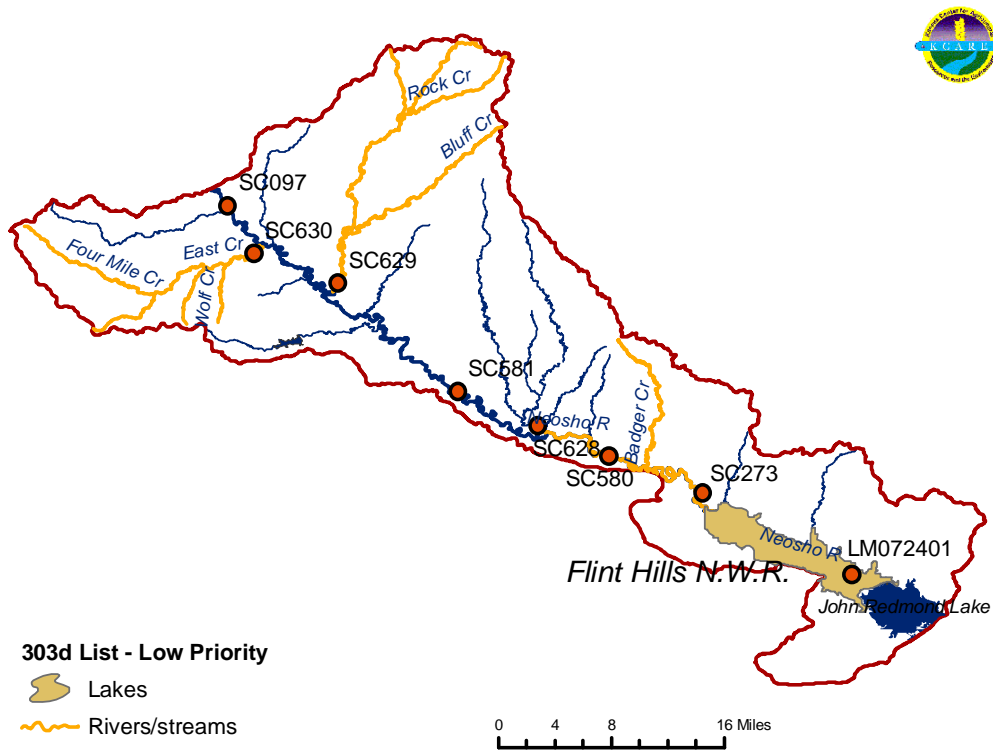 KCARE
Rock Cr
Bluff Cr
SC097
SC630
East Cr
Four Mile Cr
Wolf Cr
SC629
SC581
Neosho R
Badger Cr
SC628
SC580
SC273
Neosho R
LM072401
Flint Hills N.W.R.
John Redmond Lake
303d List - Low Priority
Lakes
Rivers/streams
0 4 8 16 Miles